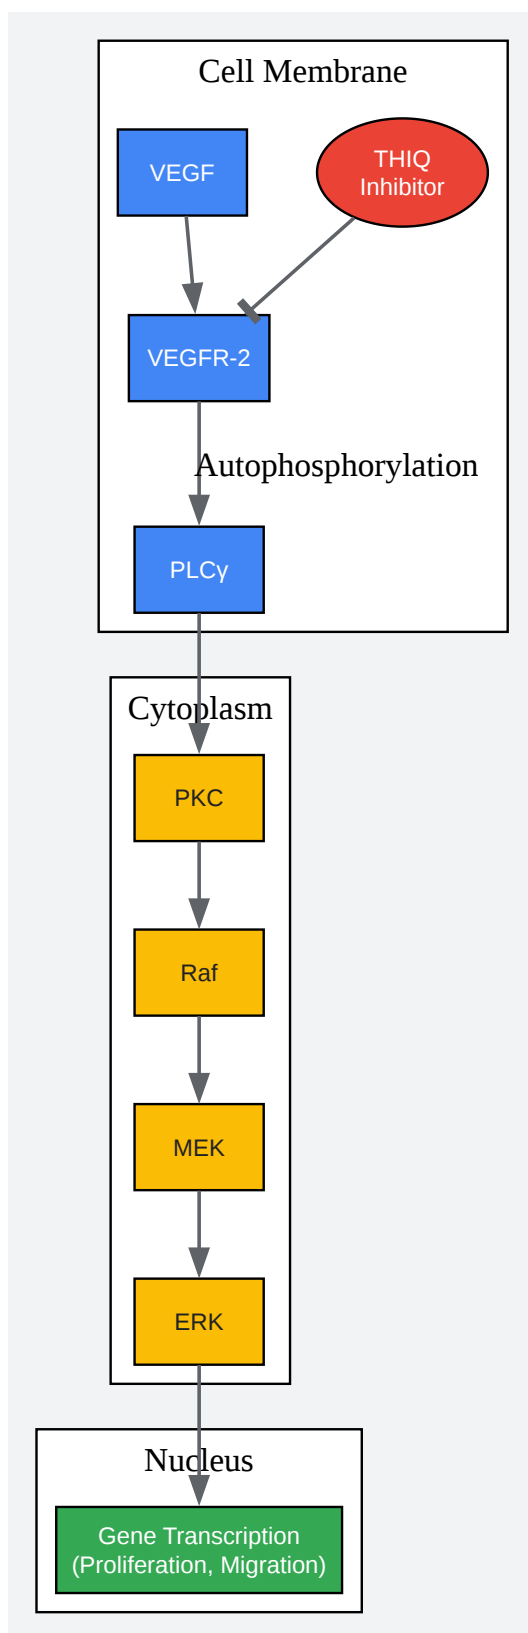 Cell Membrane
VEGF
THIQ
Inhibitor
VEGFR-2
Autophosphorylation
PLCγ
Cytoplasm
PKC
Raf
MEK
ERK
Nucleus
Gene Transcription
(Proliferation, Migration)